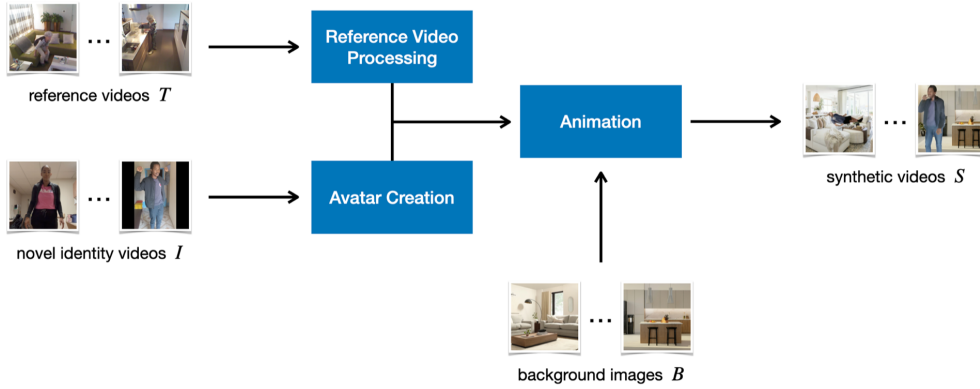 Reference Video
Processing
reference videos T
Animation
synthetic videos S
Avatar Creation
novel identity videos I
background images B